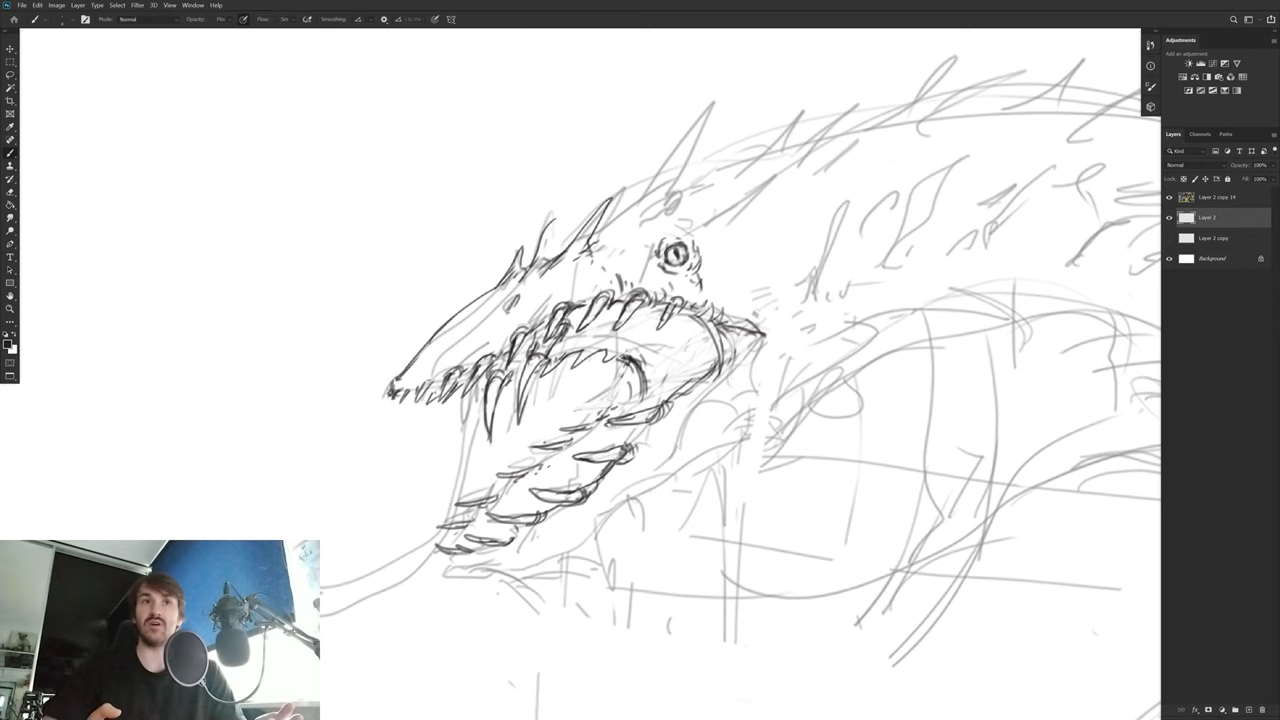 File Edit Image Layer Type Select Filter 3D View Window Help
Mode: Normal Opacity: Flow: Smoothing:
Adjustments
Add an adjustment
Layers Channels Paths
Kind
Normal Opacity: 100%
Lock: Fill: 100%
Layer 2 copy 14
Layer 2
Layer 2 copy
Background